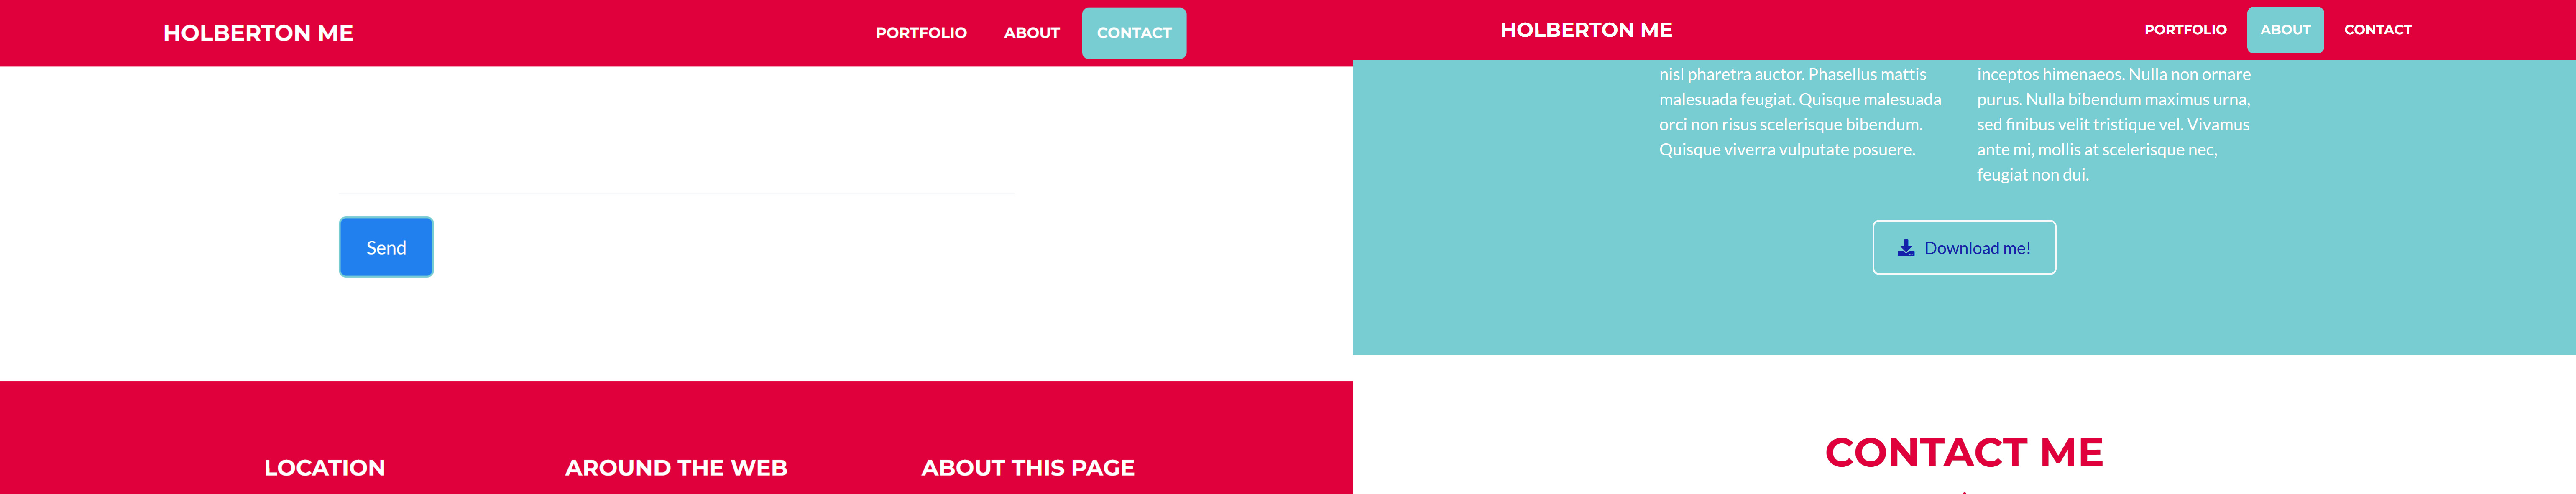 HOLBERTON ME
PORTFOLIO ABOUT CONTACT
Send
LOCATION
AROUND THE WEB
ABOUT THIS PAGE
HOLBERTON ME
PORTFOLIO ABOUT CONTACT
nisl pharetra auctor. Phasellus mattis
malesuada feugiat. Quisque malesuada
orci non risus scelerisque bibendum.
Quisque viverra vulputate posuere.
inceptos himenaeos. Nulla non ornare
purus. Nulla bibendum maximus urna,
sed finibus velit tristique vel. Vivamus
ante mi, mollis at scelerisque nec,
feugiat non dui.
Download me!
CONTACT ME